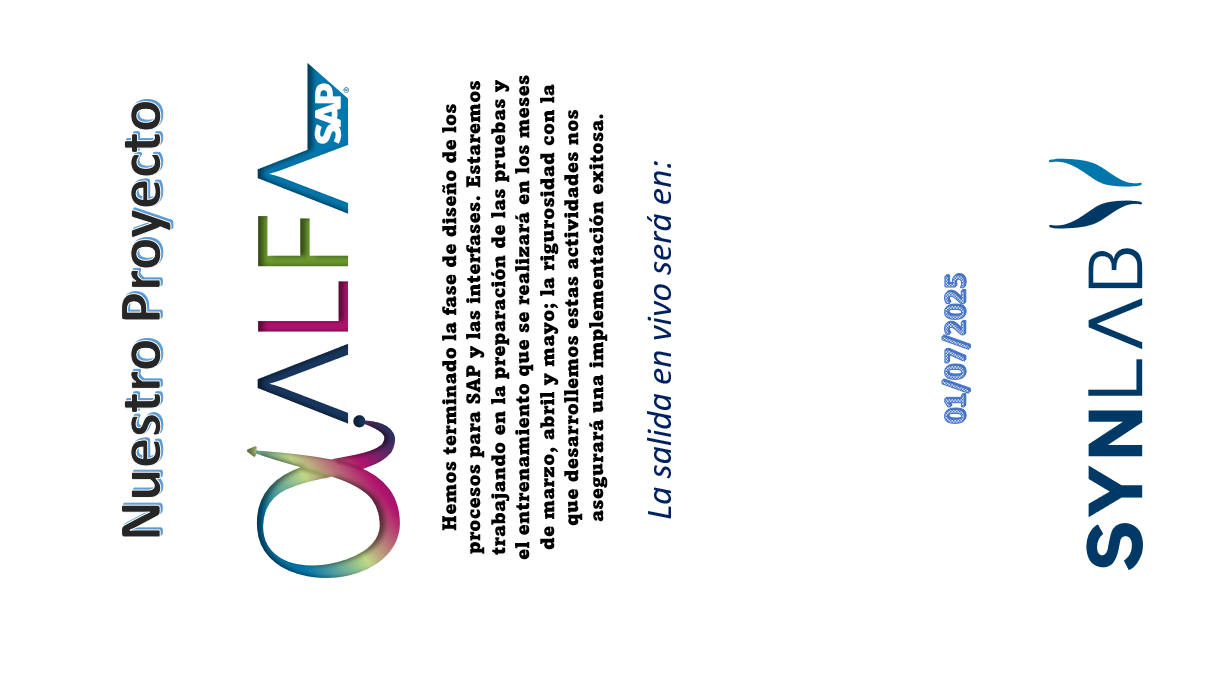 Nuestro Proyecto
αALFA SAP®
Hemos terminado la fase de diseño de los
procesos para SAP y las interfases. Estaremos
trabajando en la preparación de las pruebas y
el entrenamiento que se realizará en los meses
de marzo, abril y mayo; la rigurosidad con la
que desarrollemos estas actividades nos
asegurará una implementación exitosa.
La salida en vivo será en:
01/07/2025
SYNLAB